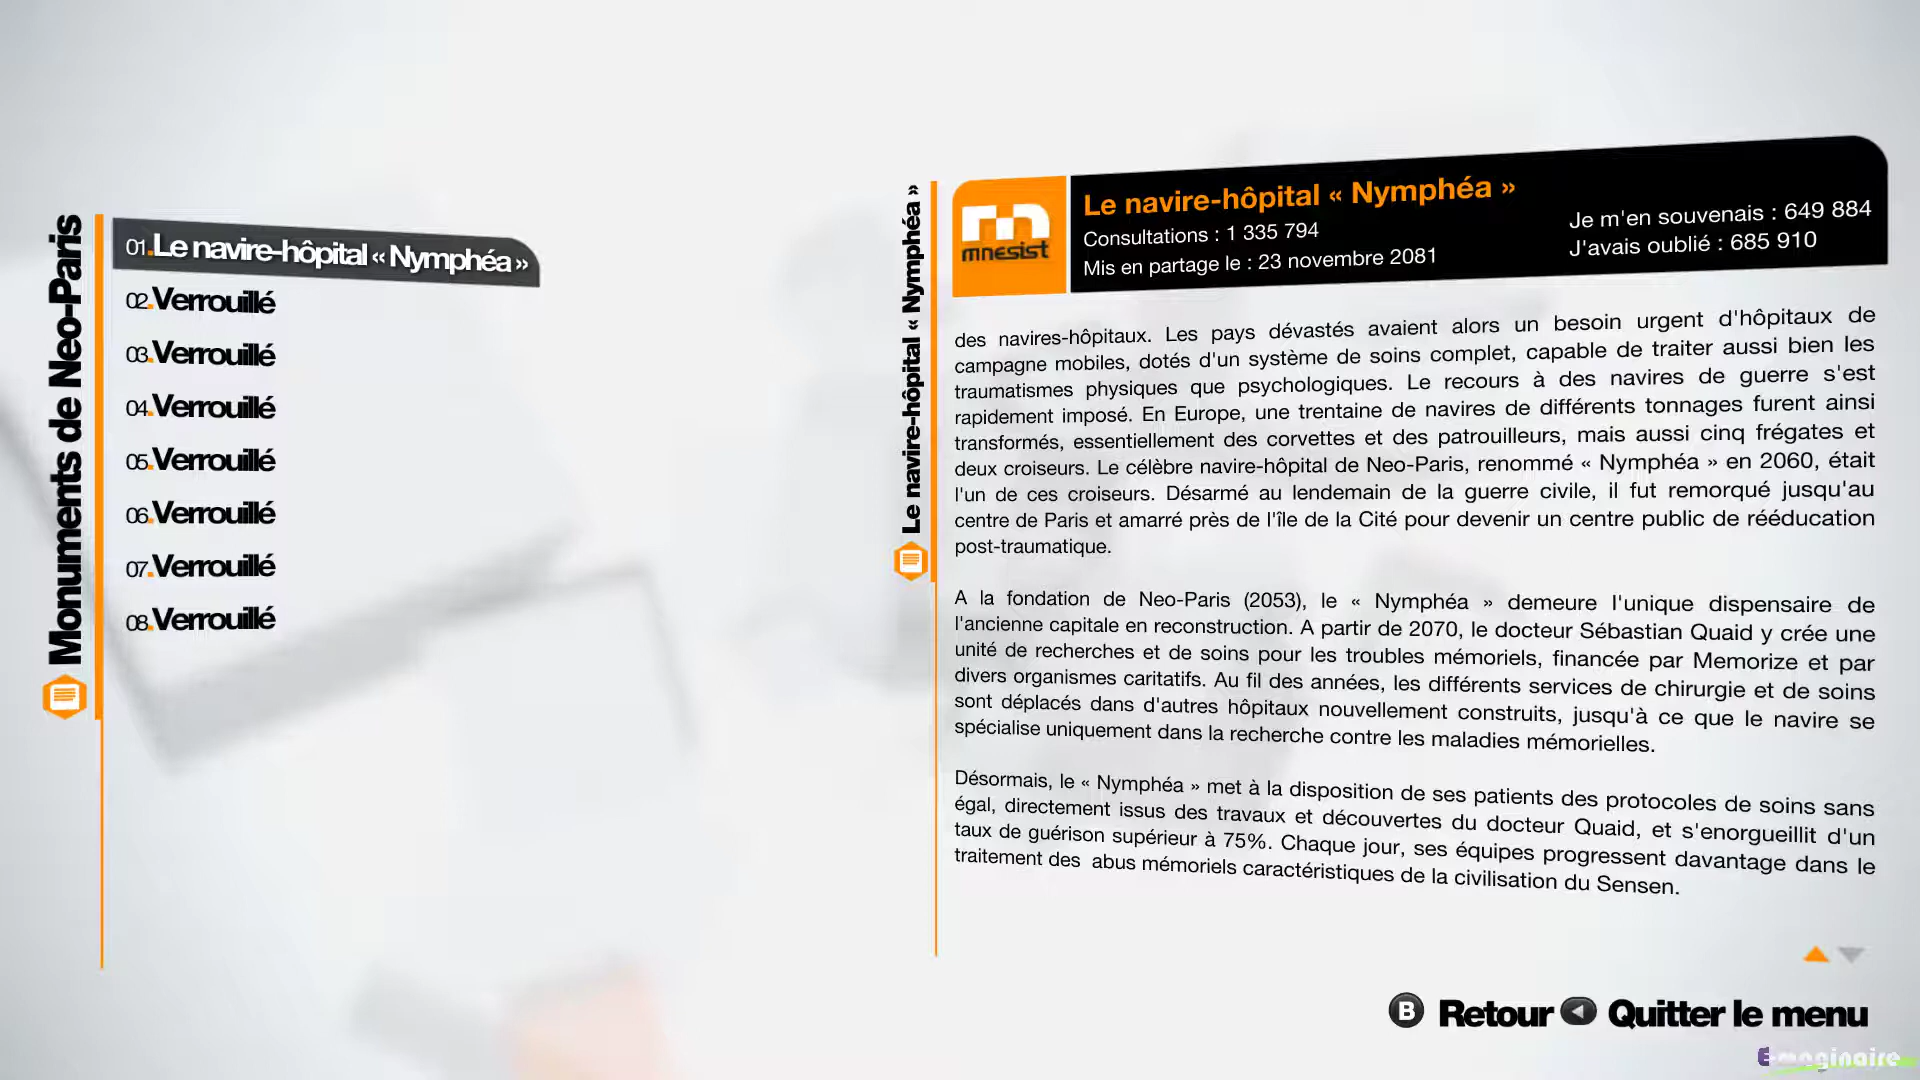 Monuments de Neo-Paris
01.Le navire-hôpital « Nymphéa »
02.Verrouillé
03.Verrouillé
04.Verrouillé
05.Verrouillé
06.Verrouillé
07.Verrouillé
08.Verrouillé
Le navire-hôpital « Nymphéa »
mnesist
Le navire-hôpital « Nymphéa »
Consultations : 1 335 794
Mis en partage le : 23 novembre 2081
Je m'en souvenais : 649 884
J'avais oublié : 685 910
des navires-hôpitaux. Les pays dévastés avaient alors un besoin urgent d'hôpitaux de
campagne mobiles, dotés d'un système de soins complet, capable de traiter aussi bien les
traumatismes physiques que psychologiques. Le recours à des navires de guerre s'est
rapidement imposé. En Europe, une trentaine de navires de différents tonnages furent ainsi
transformés, essentiellement des corvettes et des patrouilleurs, mais aussi cinq frégates et
deux croiseurs. Le célèbre navire-hôpital de Neo-Paris, renommé « Nymphéa » en 2060, était
l'un de ces croiseurs. Désarmé au lendemain de la guerre civile, il fut remorqué jusqu'au
centre de Paris et amarré près de l'île de la Cité pour devenir un centre public de rééducation
post-traumatique.
A la fondation de Neo-Paris (2053), le « Nymphéa » demeure l'unique dispensaire de
l'ancienne capitale en reconstruction. A partir de 2070, le docteur Sébastian Quaid y crée une
unité de recherches et de soins pour les troubles mémoriels, financée par Memorize et par
divers organismes caritatifs. Au fil des années, les différents services de chirurgie et de soins
sont déplacés dans d'autres hôpitaux nouvellement construits, jusqu'à ce que le navire se
spécialise uniquement dans la recherche contre les maladies mémorielles.
Désormais, le « Nymphéa » met à la disposition de ses patients des protocoles de soins sans
égal, directement issus des travaux et découvertes du docteur Quaid, et s'enorgueillit d'un
taux de guérison supérieur à 75%. Chaque jour, ses équipes progressent davantage dans le
traitement des abus mémoriels caractéristiques de la civilisation du Sensen.
B Retour Quitter le menu
E-maginaire